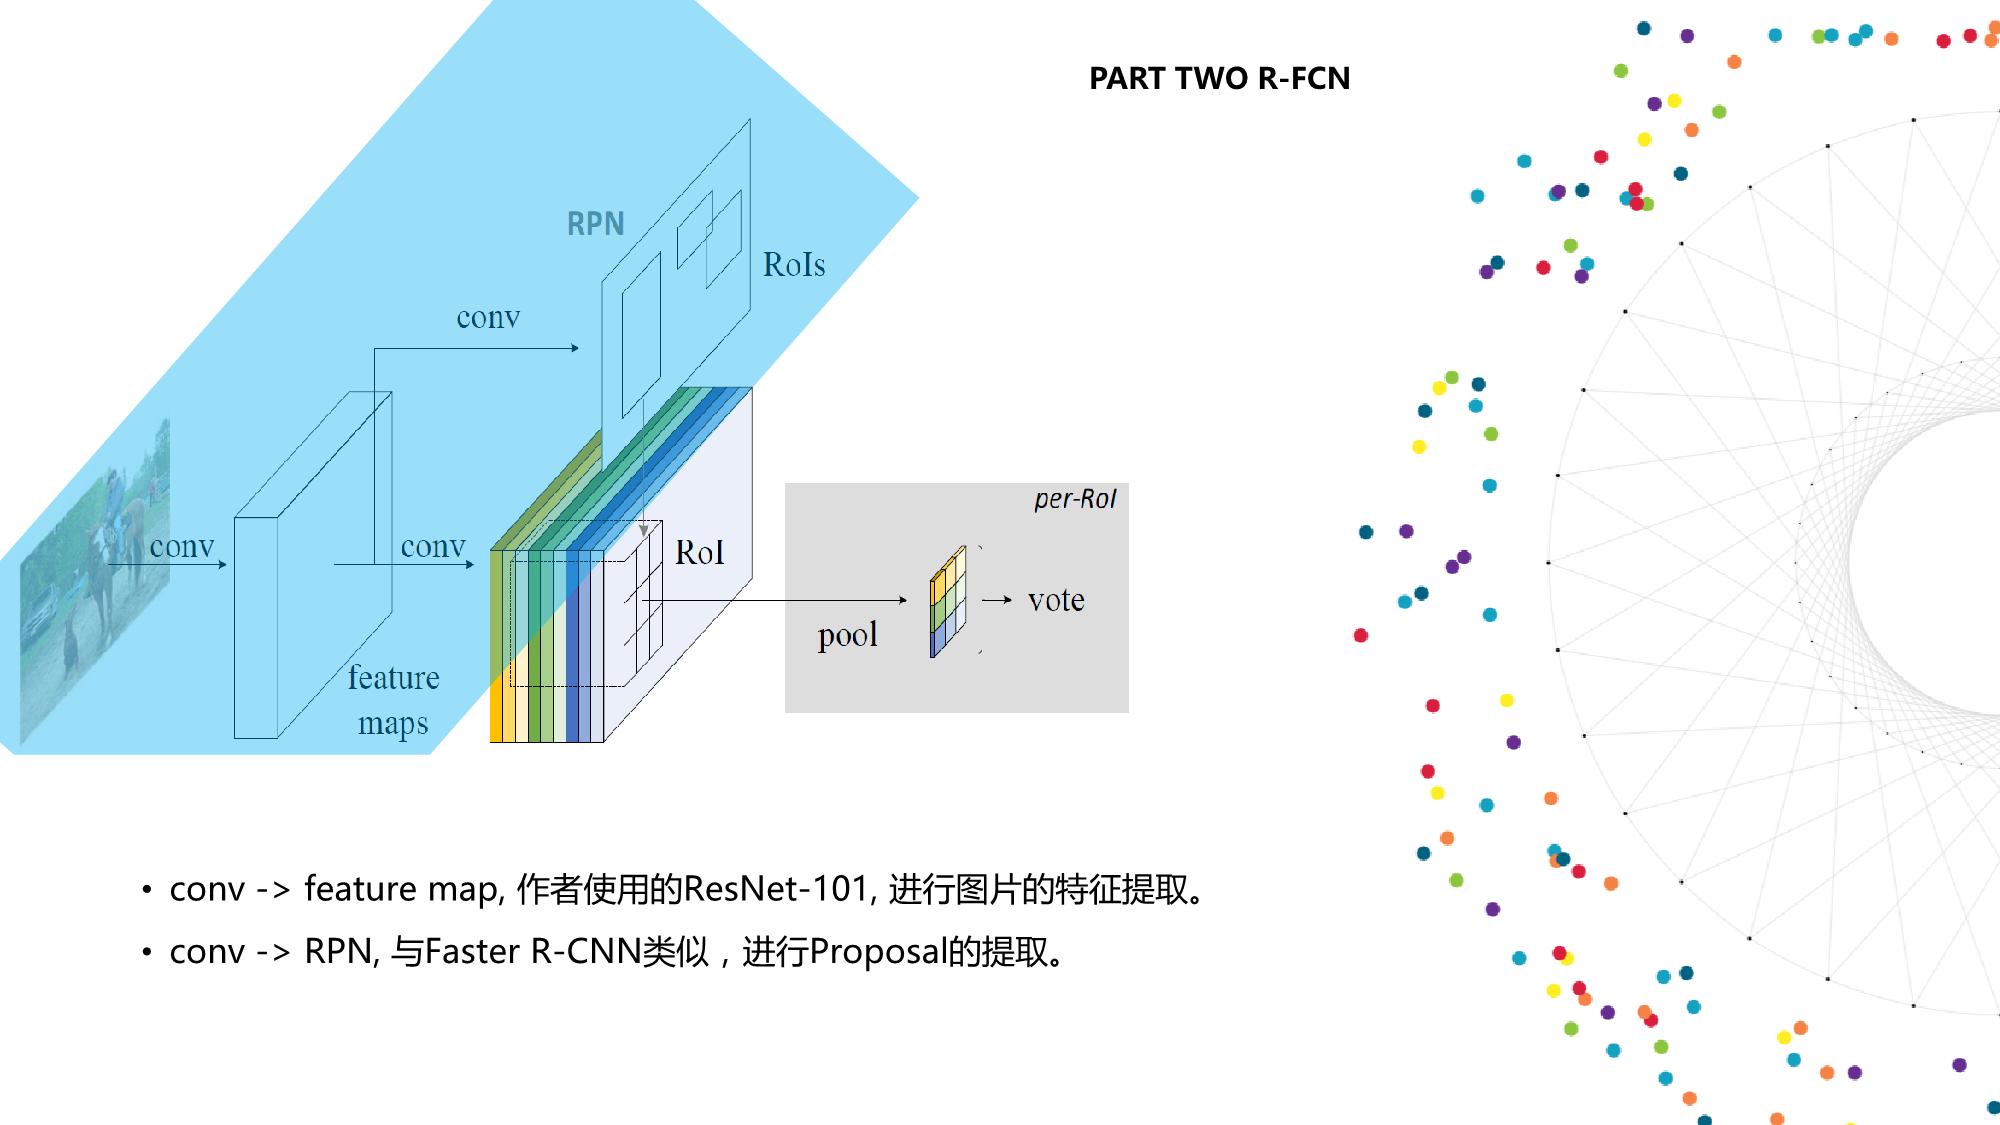 PART TWO R-FCN
RPN
RoIs
conv
conv
conv
feature
maps
RoI
per-RoI
pool
vote
• conv -> feature map, 作者使用的ResNet-101, 进行图片的特征提取。
• conv -> RPN, 与Faster R-CNN类似，进行Proposal的提取。